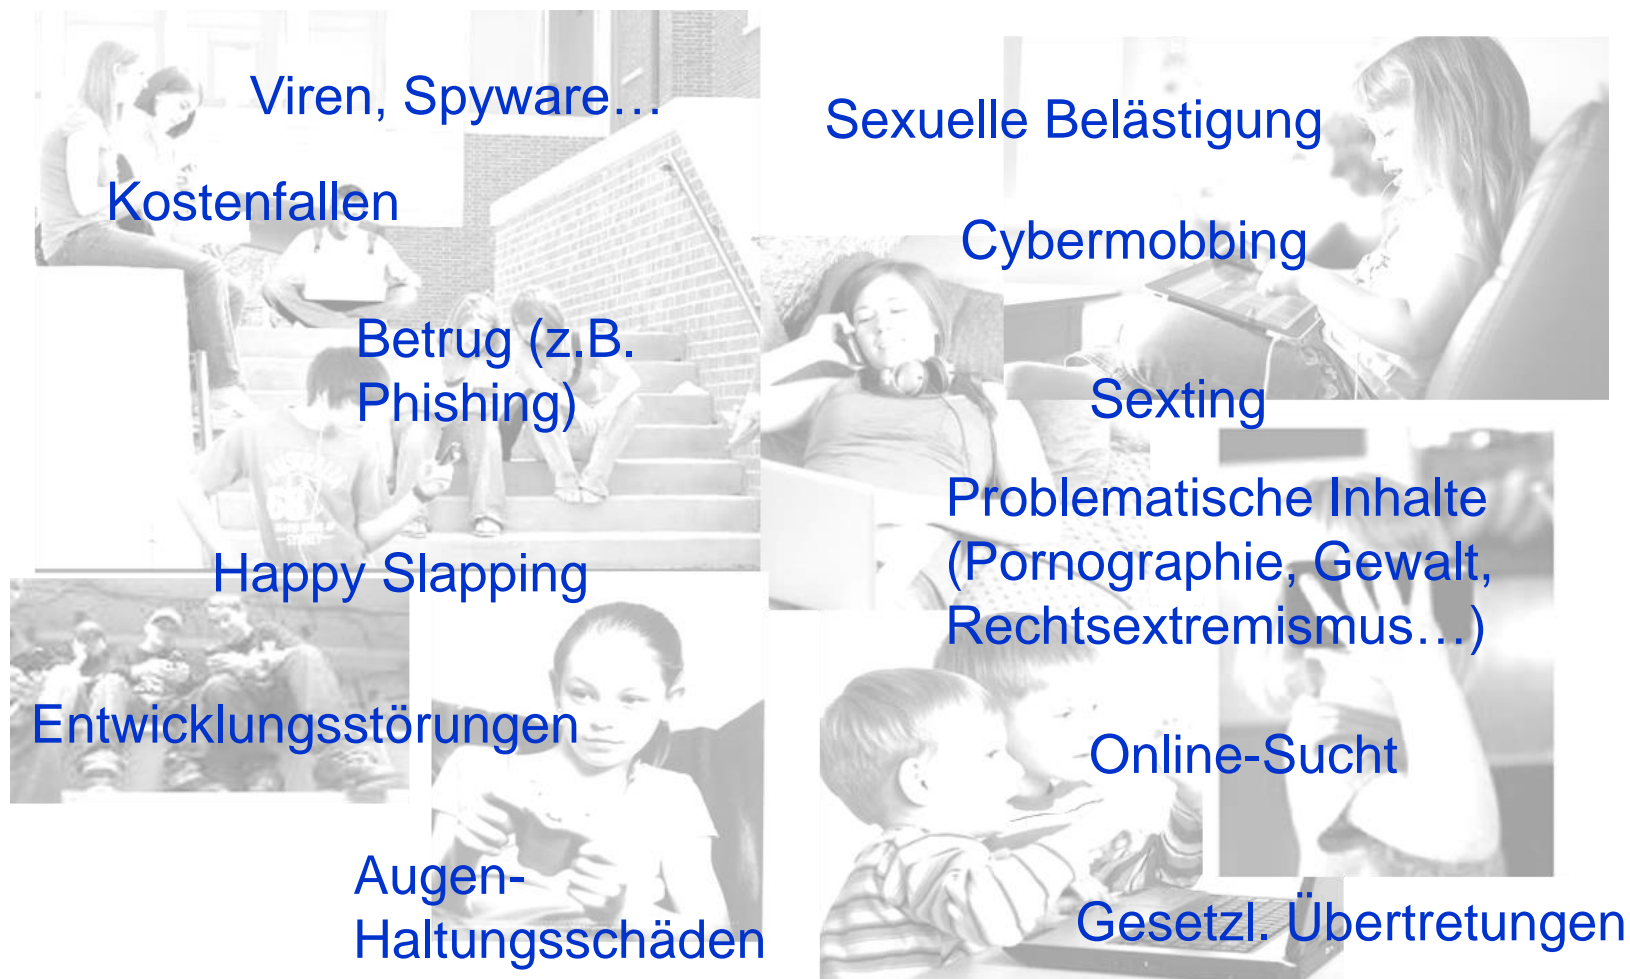 Viren, Spyware…
Kostenfallen
Betrug (z.B.
Phishing)
Happy Slapping
Entwicklungsstörungen
Augen-
Haltungsschäden
Sexuelle Belästigung
Cybermobbing
Sexting
Problematische Inhalte
(Pornographie, Gewalt,
Rechtsextremismus…)
Online-Sucht
Gesetzl. Übertretungen